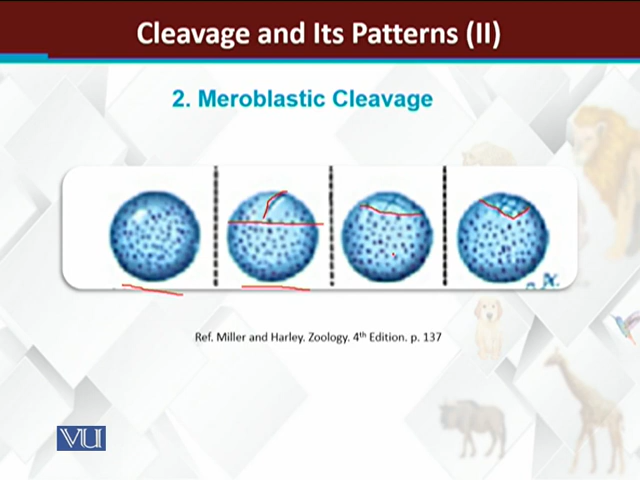 Cleavage and Its Patterns (II)
2. Meroblastic Cleavage
Ref. Miller and Harley. Zoology. 4th Edition. p. 137
VU